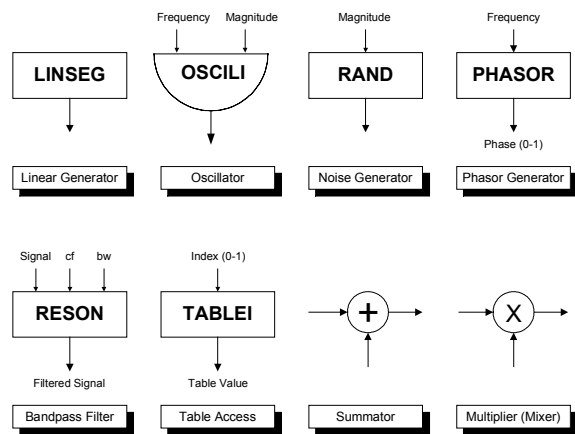 Frequency Magnitude Magnitude Frequency
LINSEG OSCILI RAND PHASOR
Phase (0-1)
Linear Generator Oscillator Noise Generator Phasor Generator
Signal cf bw Index (0-1)
RESON TABLEI + X
Filtered Signal Table Value
Bandpass Filter Table Access Summator Multiplier (Mixer)